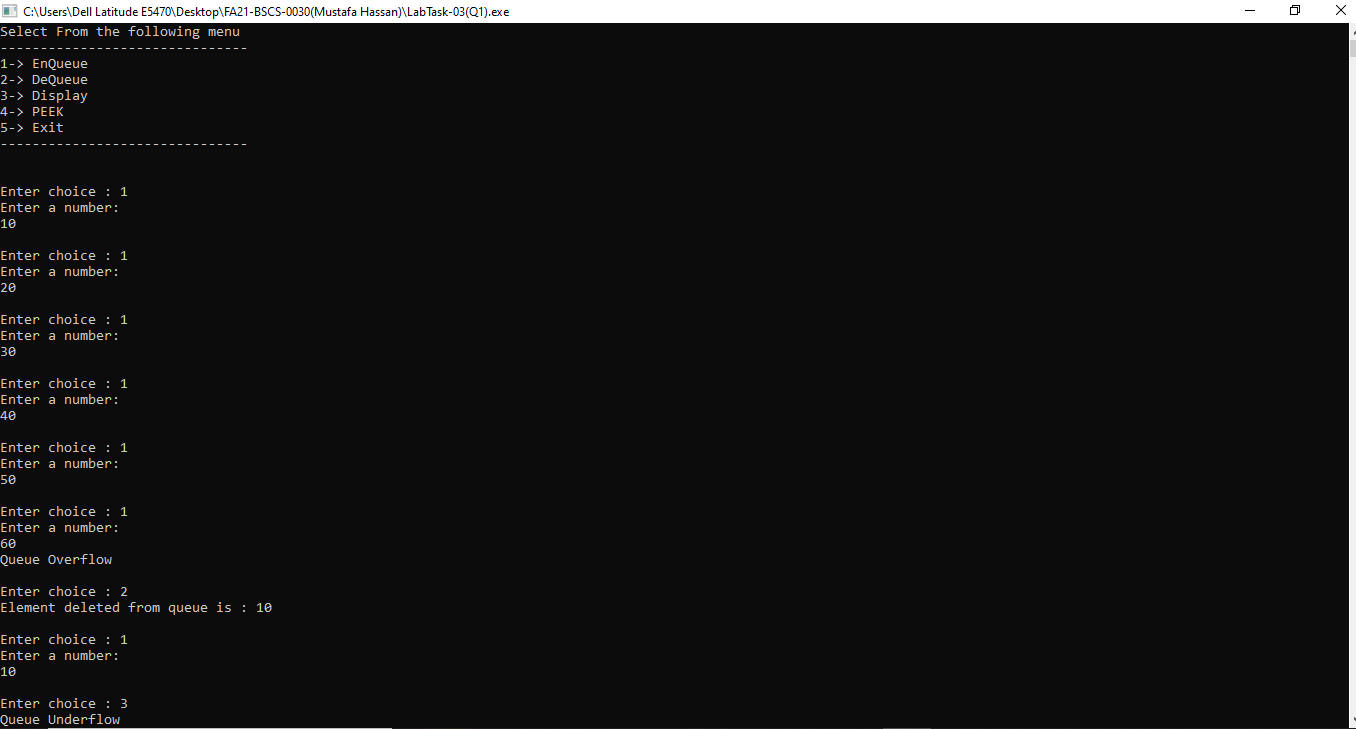 C:\Users\Dell Latitude E5470\Desktop\FA21-BSCS-0030(Mustafa Hassan)\LabTask-03(Q1).exe
Select From the following menu
-------------------------------
1-> EnQueue
2-> DeQueue
3-> Display
4-> PEEK
5-> Exit
-------------------------------
Enter choice : 1
Enter a number:
10
Enter choice : 1
Enter a number:
20
Enter choice : 1
Enter a number:
30
Enter choice : 1
Enter a number:
40
Enter choice : 1
Enter a number:
50
Enter choice : 1
Enter a number:
60
Queue Overflow
Enter choice : 2
Element deleted from queue is : 10
Enter choice : 1
Enter a number:
10
Enter choice : 3
Queue Underflow